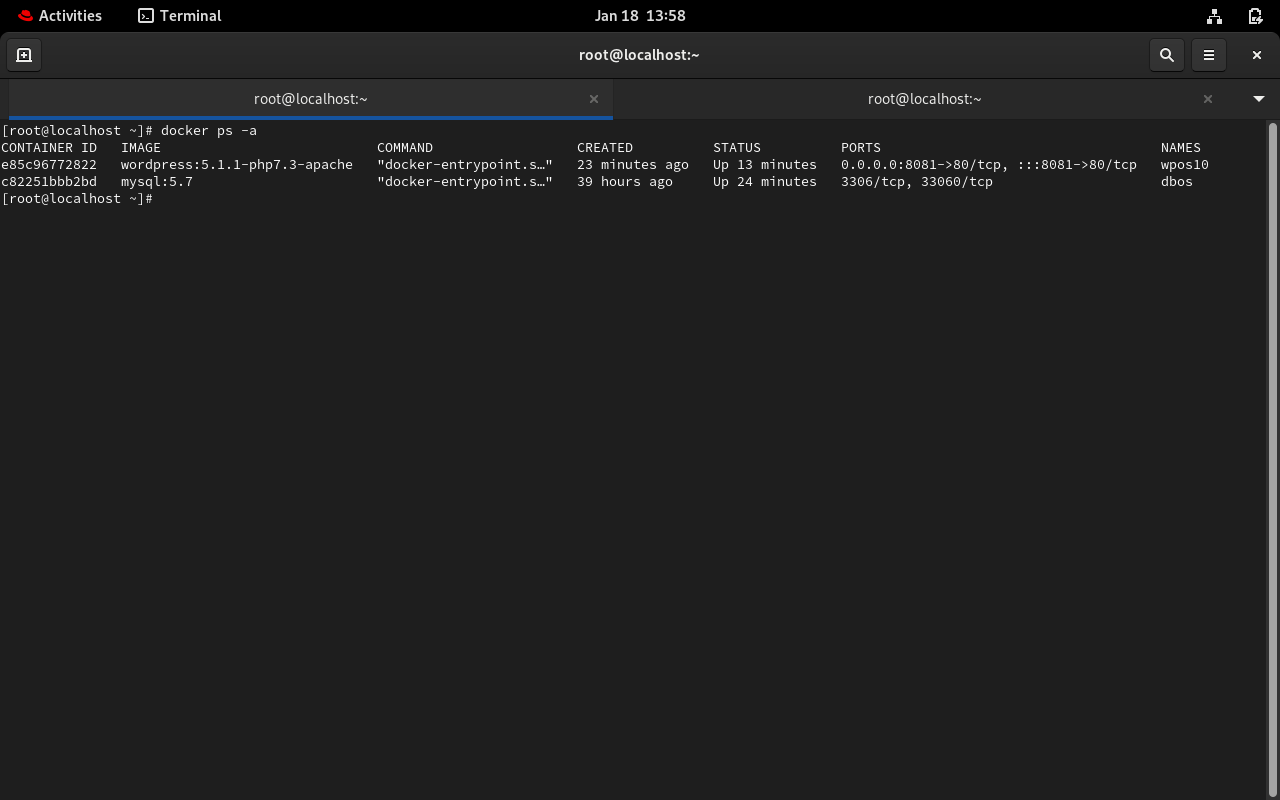 Activities Terminal Jan 18 13:58
root@localhost:~
root@localhost:~ root@localhost:~
[root@localhost ~]# docker ps -a
CONTAINER ID IMAGE COMMAND CREATED STATUS PORTS NAMES
e85c96772822 wordpress:5.1.1-php7.3-apache "docker-entrypoint.s…" 23 minutes ago Up 13 minutes 0.0.0.0:8081->80/tcp, :::8081->80/tcp wpos10
c82251bbb2bd mysql:5.7 "docker-entrypoint.s…" 39 hours ago Up 24 minutes 3306/tcp, 33060/tcp dbos
[root@localhost ~]#